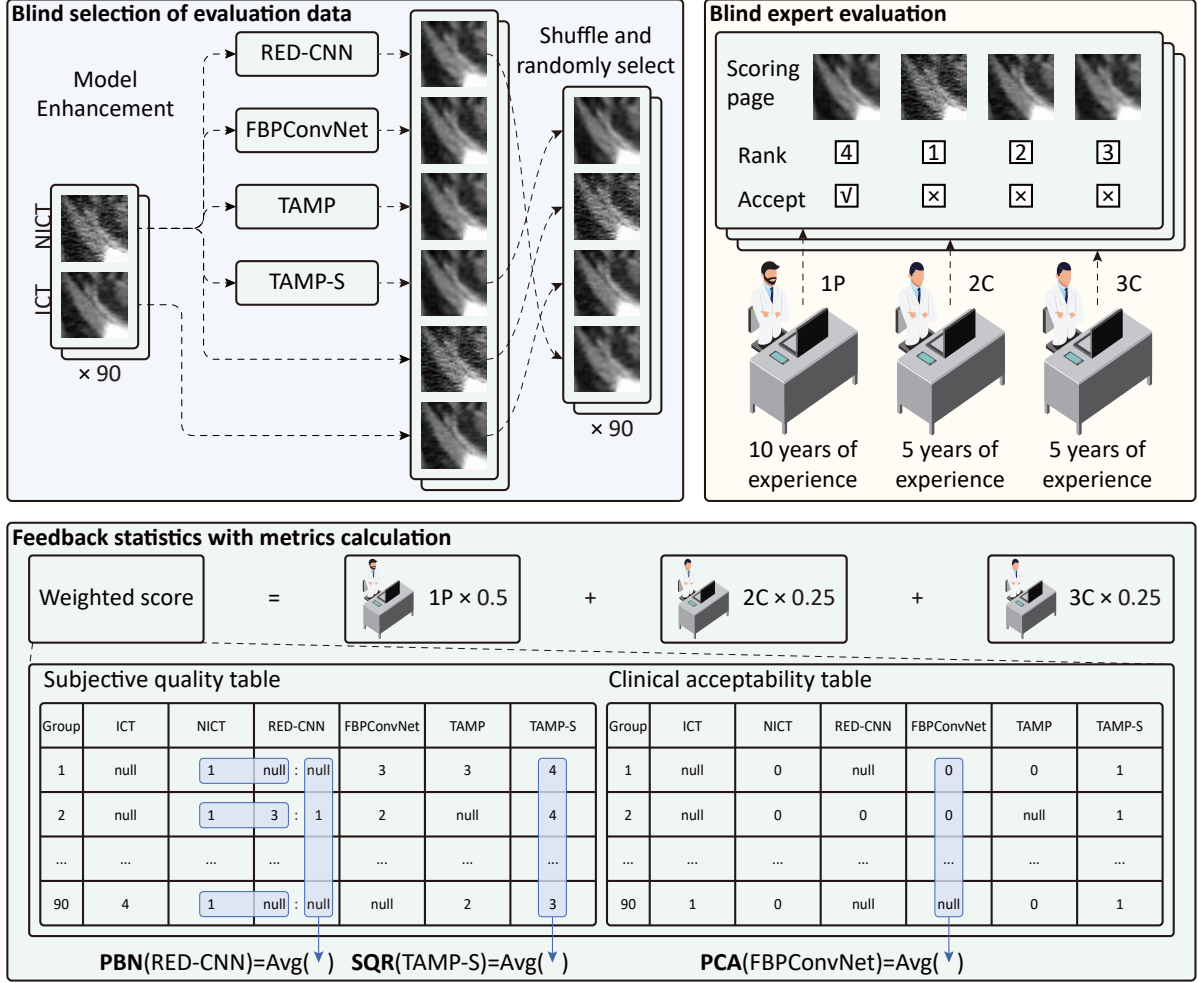 Blind selection of evaluation data
Model
Enhancement
NICT
ICT
× 90
RED-CNN
FBPConvNet
TAMP
TAMP-S
Shuffle and
randomly select
× 90
Blind expert evaluation
Scoring
page
Rank 4 1 2 3
Accept √ × × ×
1P 2C 3C
10 years of
experience
5 years of
experience
5 years of
experience
Feedback statistics with metrics calculation
Weighted score = 1P × 0.5 + 2C × 0.25 + 3C × 0.25
Subjective quality table
Group ICT NICT RED-CNN FBPConvNet TAMP TAMP-S
1 null 1 null : null 3 3 4
2 null 1 3 : 1 2 null 4
... ... ... ... ... ... ...
90 4 1 null : null null 2 3
Clinical acceptability table
Group ICT NICT RED-CNN FBPConvNet TAMP TAMP-S
1 null 0 null 0 0 1
2 null 0 0 0 null 1
... ... ... ... ... ... ...
90 1 0 null null 0 1
PBN(RED-CNN)=Avg( ) SQR(TAMP-S)=Avg( ) PCA(FBPConvNet)=Avg( )